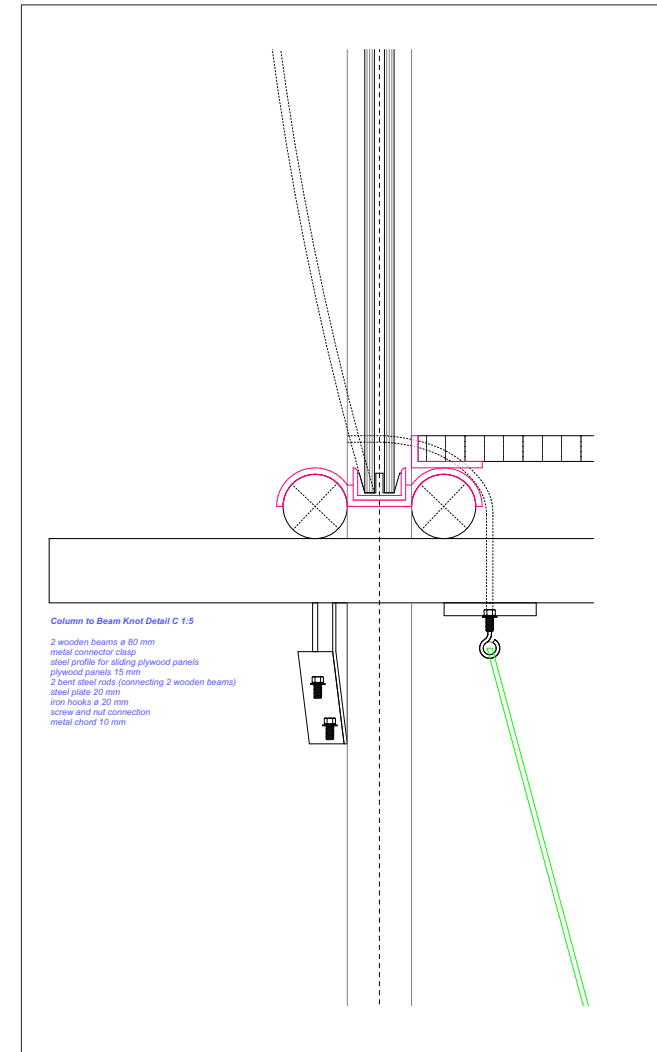 Column to Beam Knot Detail C 1:5
2 wooden beams ø 80 mm
metal connector clasp
steel profile for sliding plywood panels
plywood panels 15 mm
2 bent steel rods (connecting 2 wooden beams)
steel plate 20 mm
iron hooks ø 20 mm
screw and nut connection
metal chord 10 mm